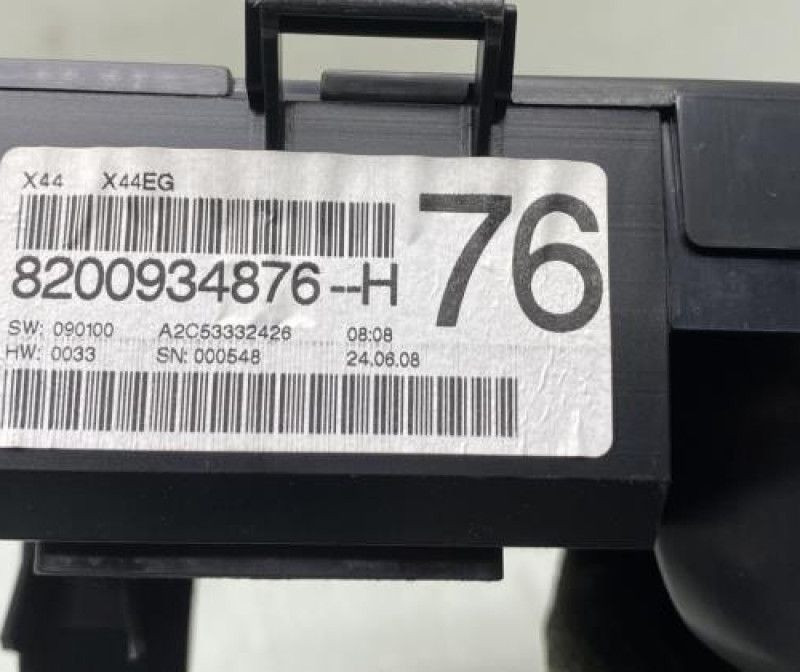 X44 X44EG
76
8200934876--H
SW: 090100 A2C53332426 08:08
HW: 0033 SN: 000548 24.06.08